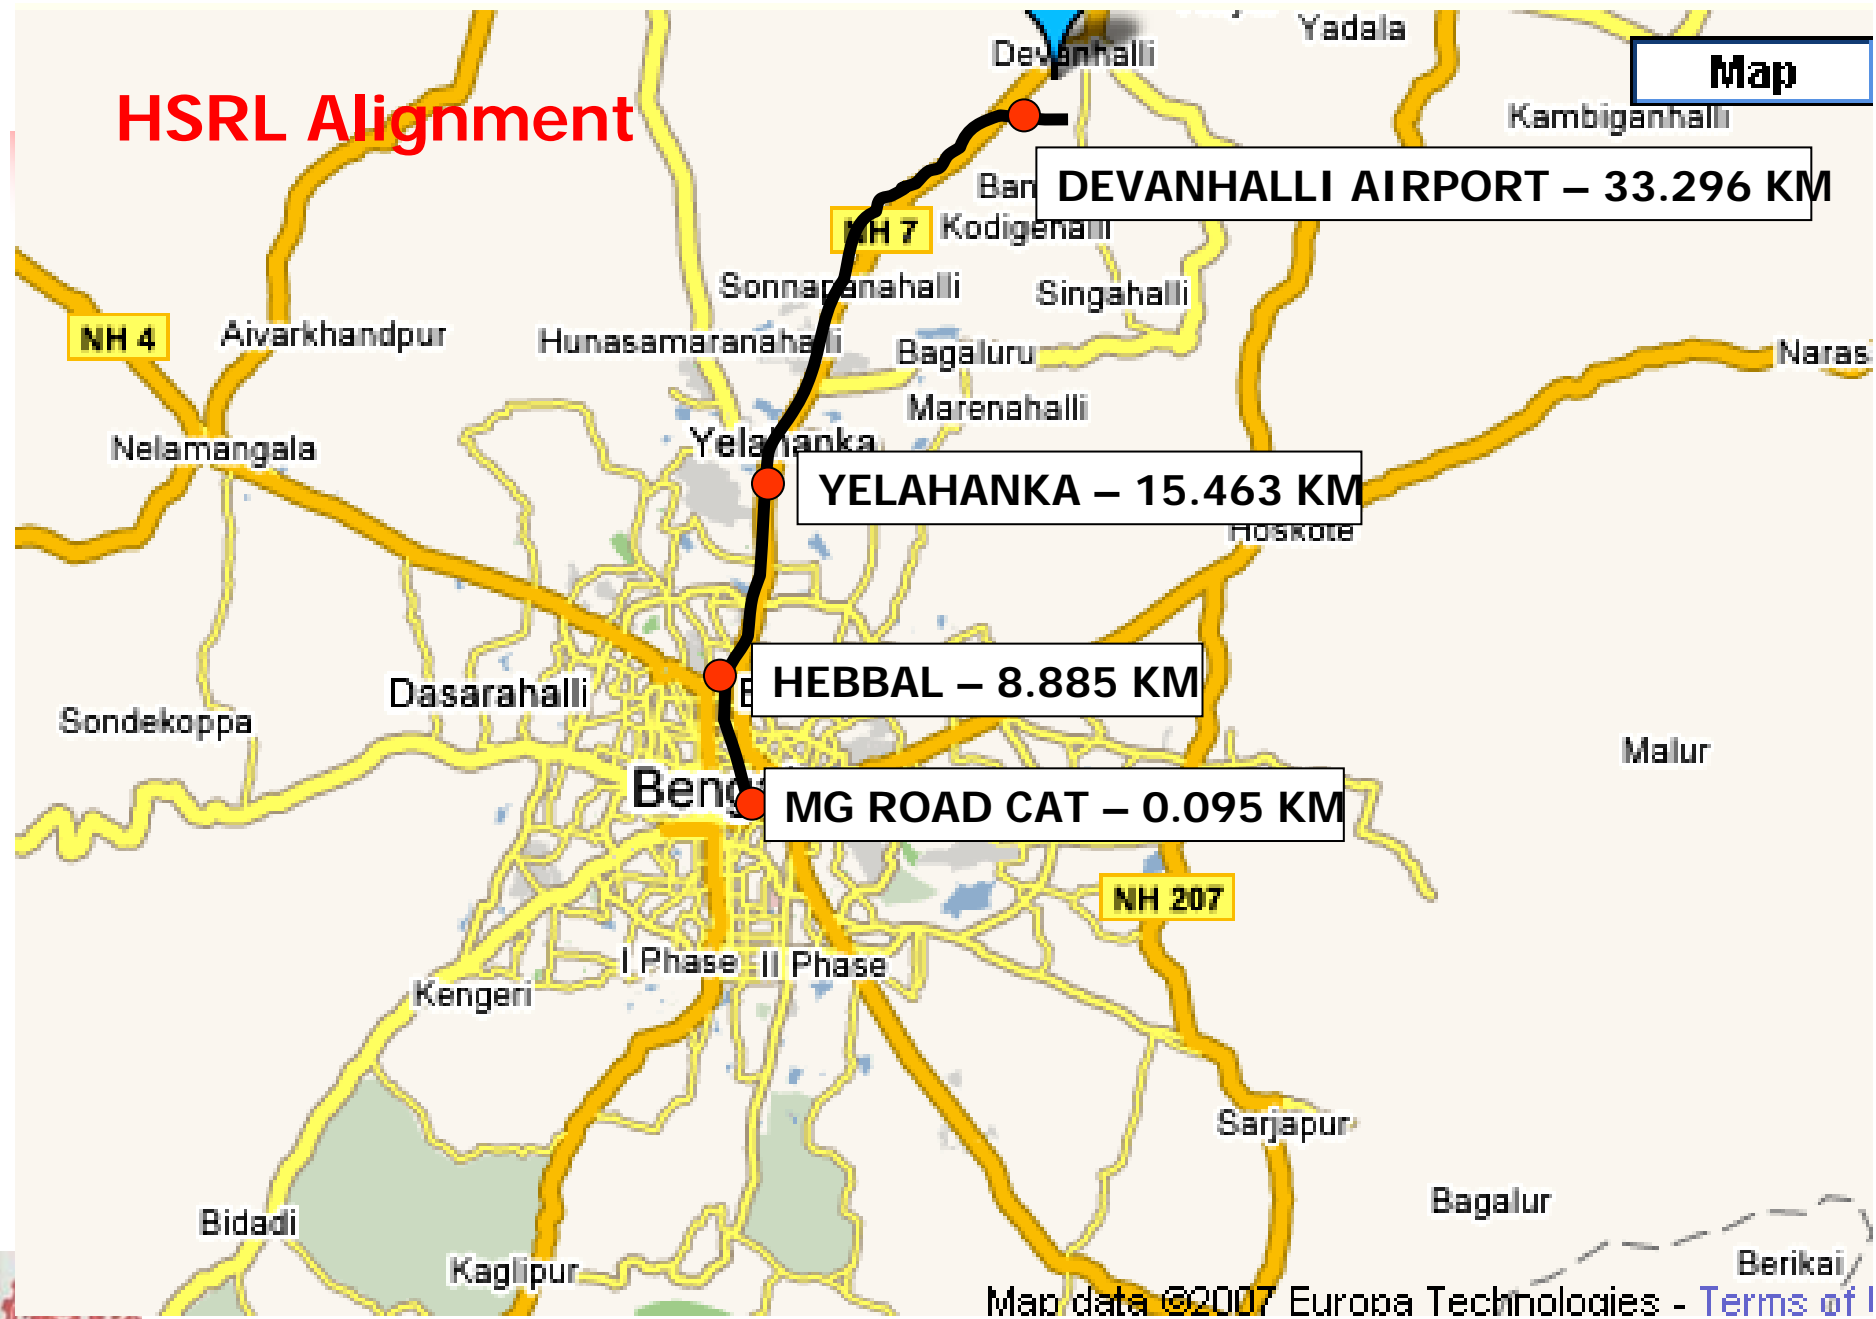 Yadala
Devanhalli
Map
HSRL Alignment
Kambiganhalli
DEVANHALLI AIRPORT – 33.296 KM
NH 7
Kodigehalli
Sonnapanahalli
Singahalli
NH 4
Aivarkhandpur
Hunasamaranahalli
Bagaluru
Naras
Marenahalli
Yelahanka
Nelamangala
YELAHANKA – 15.463 KM
Hoskote
HEBBAL – 8.885 KM
Dasarahalli
Sondekoppa
Malur
Beng
MG ROAD CAT – 0.095 KM
NH 207
I Phase
II Phase
Kengeri
Sarjapur
Bagalur
Bidadi
Kaglipur
Berikai
Map data ©2007 Europa Technologies - Terms of